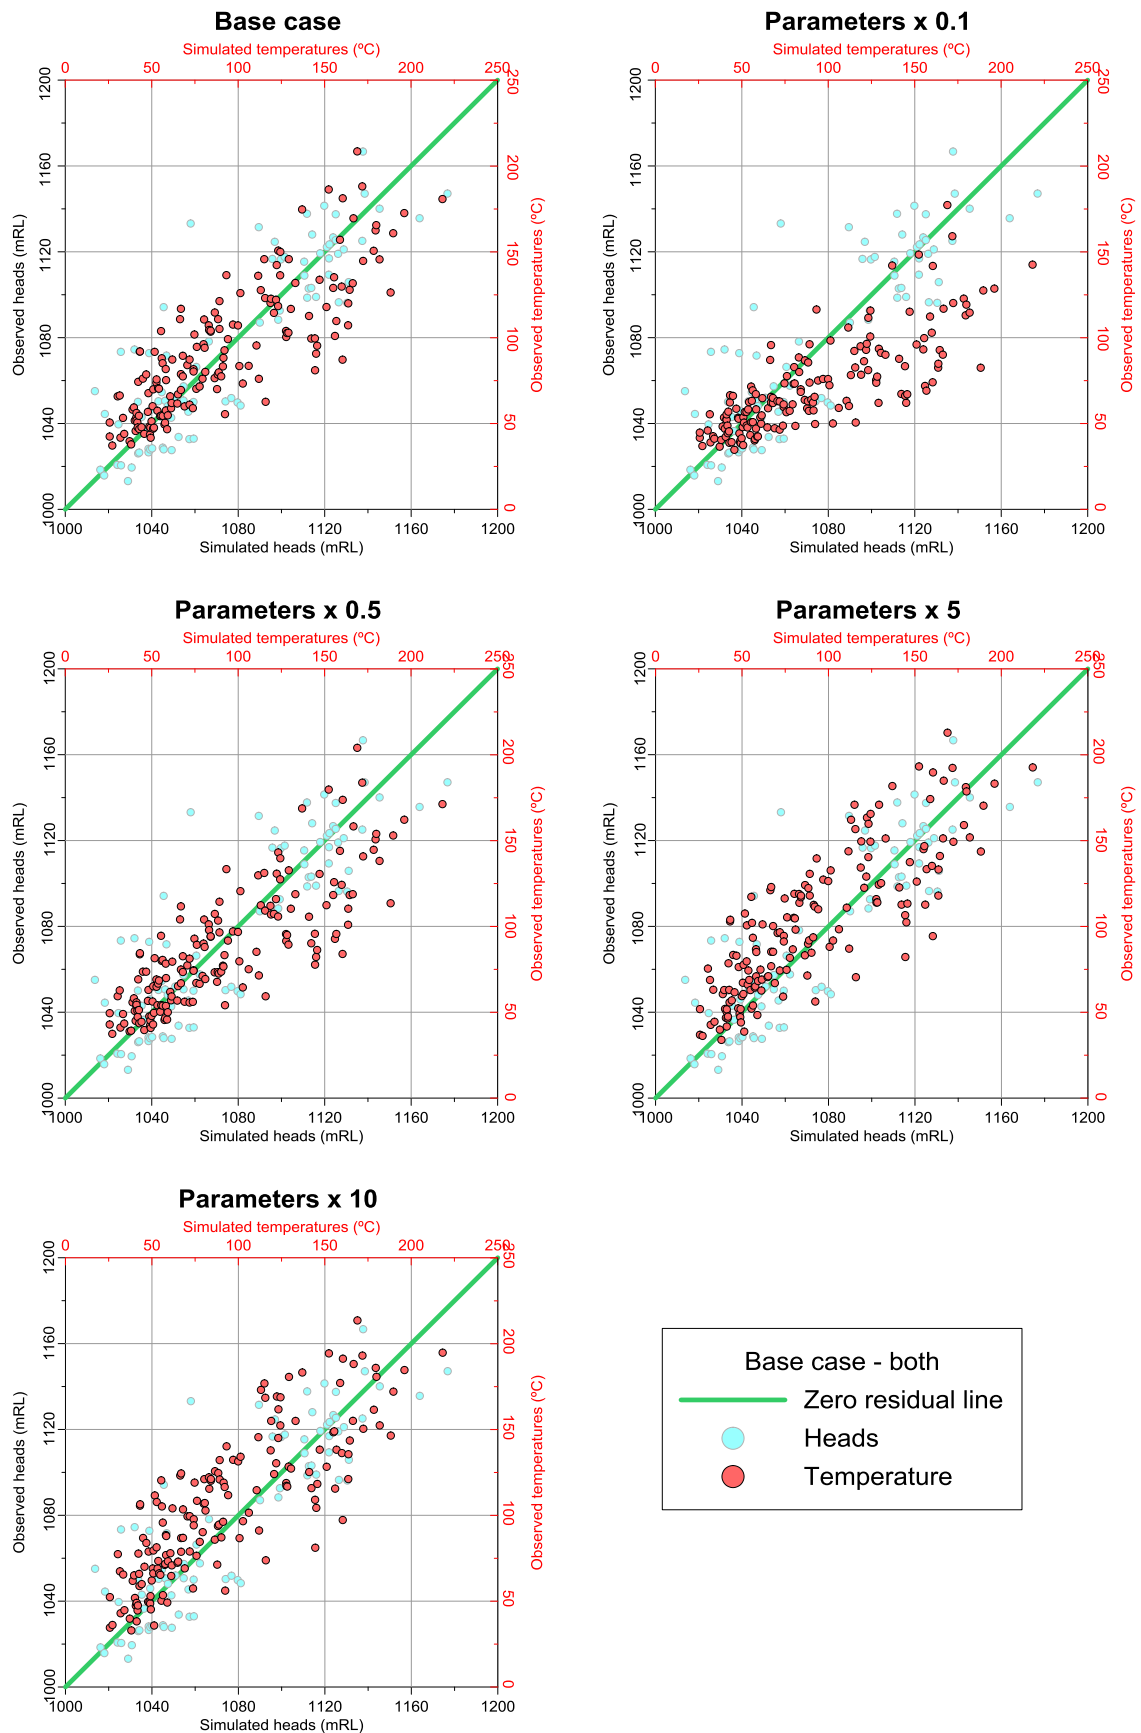 Base case
Simulated temperatures (ºC)
0 50 100 150 200 250
1200 1160 1120 1080 1040 1000
Observed heads (mRL)
250 200 150 100 50 0
Observed temperatures (ºC)
1000 1040 1080 1120 1160 1200
Simulated heads (mRL)
Parameters x 0.1
Simulated temperatures (ºC)
0 50 100 150 200 250
1200 1160 1120 1080 1040 1000
Observed heads (mRL)
250 200 150 100 50 0
Observed temperatures (ºC)
1000 1040 1080 1120 1160 1200
Simulated heads (mRL)
Parameters x 0.5
Simulated temperatures (ºC)
0 50 100 150 200 250
1200 1160 1120 1080 1040 1000
Observed heads (mRL)
250 200 150 100 50 0
Observed temperatures (ºC)
1000 1040 1080 1120 1160 1200
Simulated heads (mRL)
Parameters x 5
Simulated temperatures (ºC)
0 50 100 150 200 250
1200 1160 1120 1080 1040 1000
Observed heads (mRL)
250 200 150 100 50 0
Observed temperatures (ºC)
1000 1040 1080 1120 1160 1200
Simulated heads (mRL)
Parameters x 10
Simulated temperatures (ºC)
0 50 100 150 200 250
1200 1160 1120 1080 1040 1000
Observed heads (mRL)
250 200 150 100 50 0
Observed temperatures (ºC)
1000 1040 1080 1120 1160 1200
Simulated heads (mRL)
Base case - both
Zero residual line
Heads
Temperature